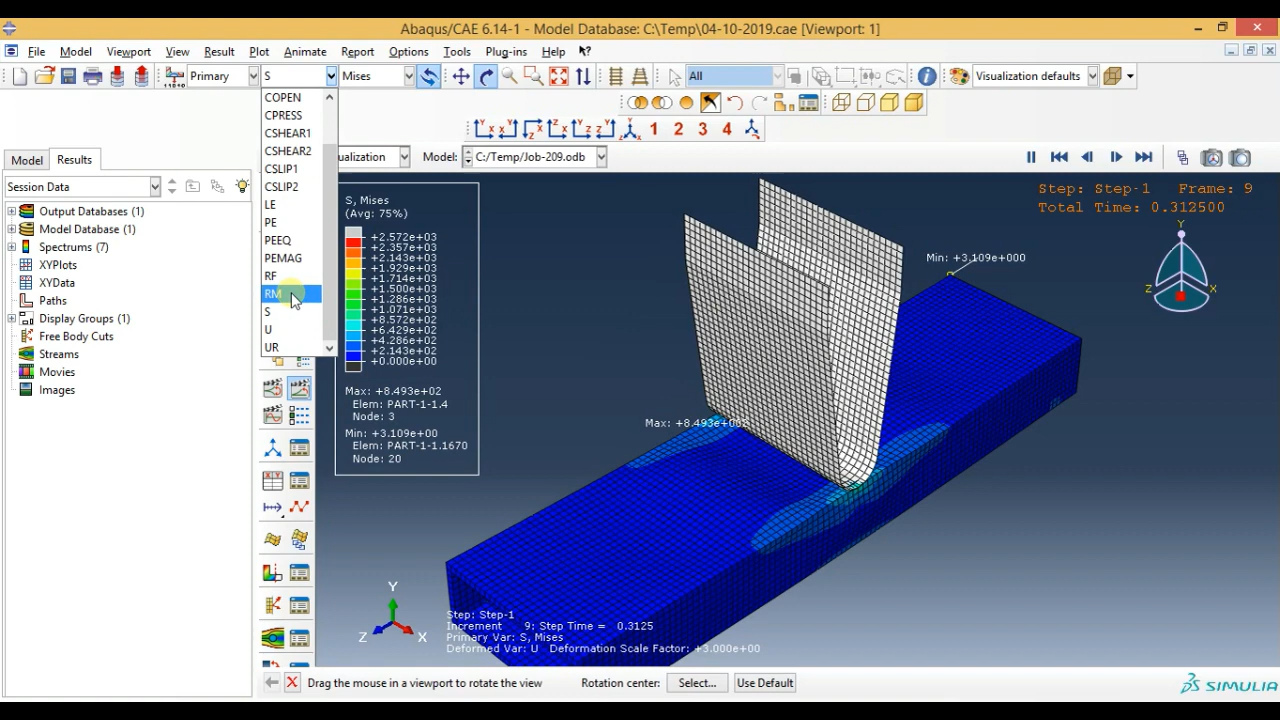 Abaqus/CAE 6.14-1 - Model Database: C:\Temp\04-10-2019.cae [Viewport: 1]
File Model Viewport View Result Plot Animate Report Options Tools Plug-ins Help
Primary S Mises All Visualization defaults
1 2 3 4
Model Results
ualization Model: C:/Temp/Job-209.odb
Session Data
Output Databases (1)
Model Database (1)
Spectrums (7)
XYPlots
XYData
Paths
Display Groups (1)
Free Body Cuts
Streams
Movies
Images
COPEN
CPRESS
CSHEAR1
CSHEAR2
CSLIP1
CSLIP2
LE
PE
PEEQ
PEMAG
RF
RM
S
U
UR
S, Mises
(Avg: 75%)
+2.572e+03
+2.357e+03
+2.143e+03
+1.929e+03
+1.714e+03
+1.500e+03
+1.286e+03
+1.071e+03
+8.572e+02
+6.429e+02
+4.286e+02
+2.143e+02
+0.000e+00
Max: +8.493e+02
Elem: PART-1-1.4
Node: 3
Min: +3.109e+00
Elem: PART-1-1.1670
Node: 20
Step: Step-1 Frame: 9
Total Time: 0.312500
Min: +3.109e+000
Max: +8.493e+002
Y
Z X
Y
Z X
Step: Step-1
Increment 9: Step Time = 0.3125
Primary Var: S, Mises
Deformed Var: U Deformation Scale Factor: +3.000e+00
Drag the mouse in a viewport to rotate the view Rotation center: Select... Use Default
SIMULIA